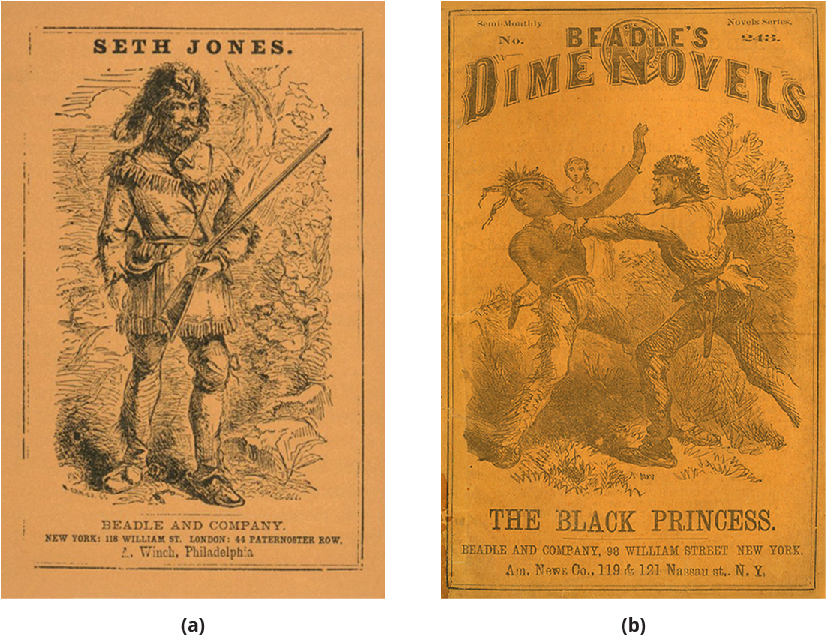 SETH JONES.
BEADLE AND COMPANY.
NEW YORK: 118 WILLIAM ST. LONDON: 44 PATERNOSTER ROW,
A. Winch, Philadelphia
(a)
Semi-Monthly
Novels Series,
No.
243.
BEADLE'S
DIME NOVELS
THE BLACK PRINCESS.
BEADLE AND COMPANY, 98 WILLIAM STREET NEW YORK.
Am. News Co., 119 & 121 Nassau st., N. Y.
(b)